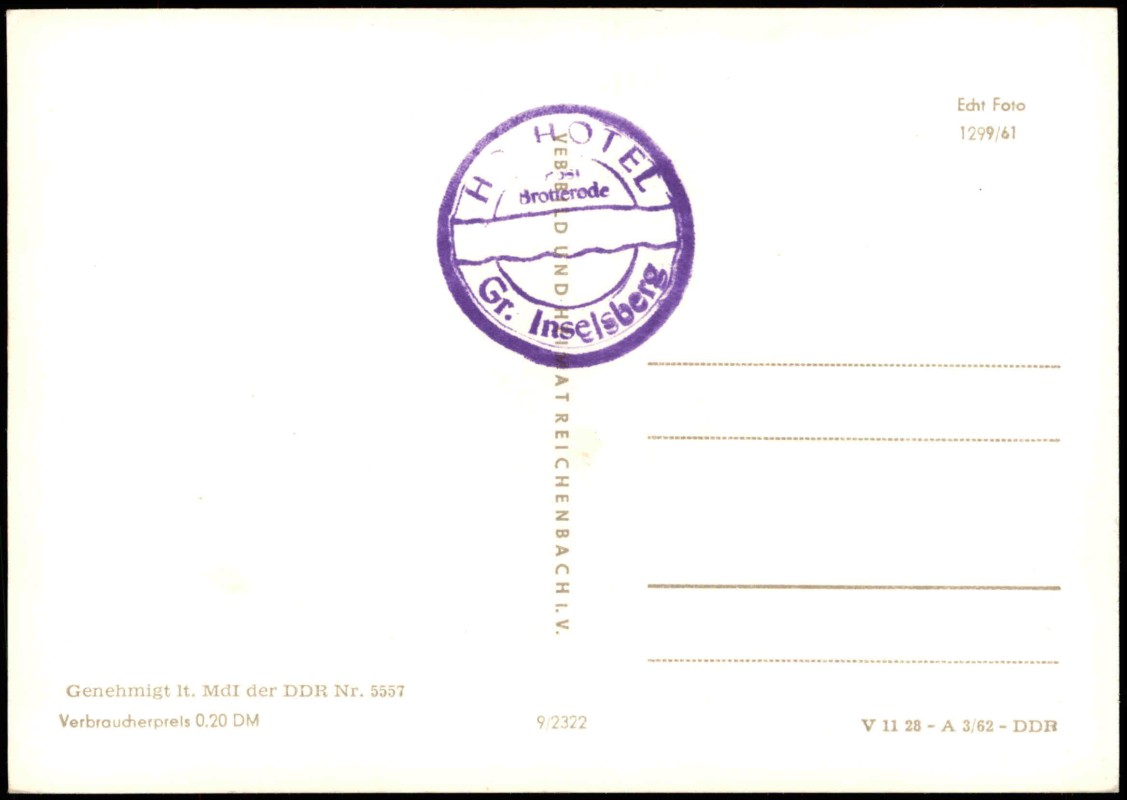 Echt Foto
1299/61
HOTEL
Brotterode
Gr. Inselsberg
VEB BILD UND HEIMAT REICHENBACH I. V.
Genehmigt lt. MdI der DDR Nr. 5557
Verbraucherpreis 0,20 DM
9/2322
V 11 28 - A 3/62 - DDR